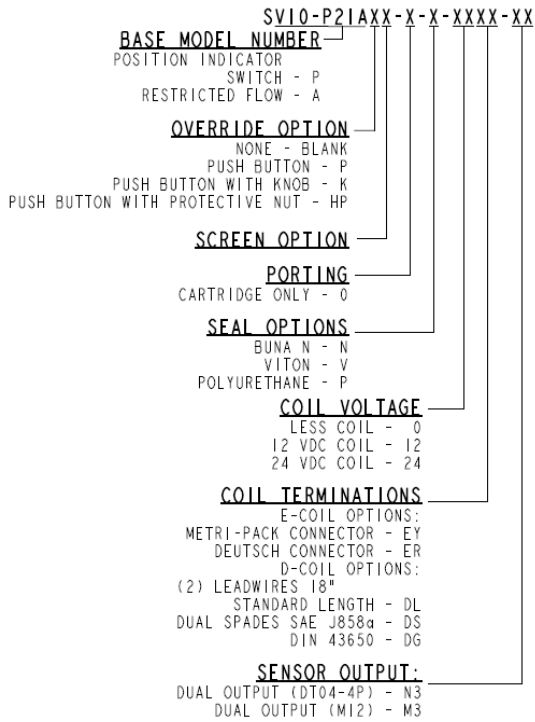 SV10-P21AXX-X-X-XXXX-XX
BASE MODEL NUMBER
POSITION INDICATOR
SWITCH - P
RESTRICTED FLOW - A
OVERRIDE OPTION
NONE - BLANK
PUSH BUTTON - P
PUSH BUTTON WITH KNOB - K
PUSH BUTTON WITH PROTECTIVE NUT - HP
SCREEN OPTION
PORTING
CARTRIDGE ONLY - 0
SEAL OPTIONS
BUNA N - N
VITON - V
POLYURETHANE - P
COIL VOLTAGE
LESS COIL - 0
12 VDC COIL - 12
24 VDC COIL - 24
COIL TERMINATIONS
E-COIL OPTIONS:
METRI-PACK CONNECTOR - EY
DEUTSCH CONNECTOR - ER
D-COIL OPTIONS:
(2) LEADWIRES 18"
STANDARD LENGTH - DL
DUAL SPADES SAE J858a - DS
DIN 43650 - DG
SENSOR OUTPUT:
DUAL OUTPUT (DT04-4P) - N3
DUAL OUTPUT (M12) - M3